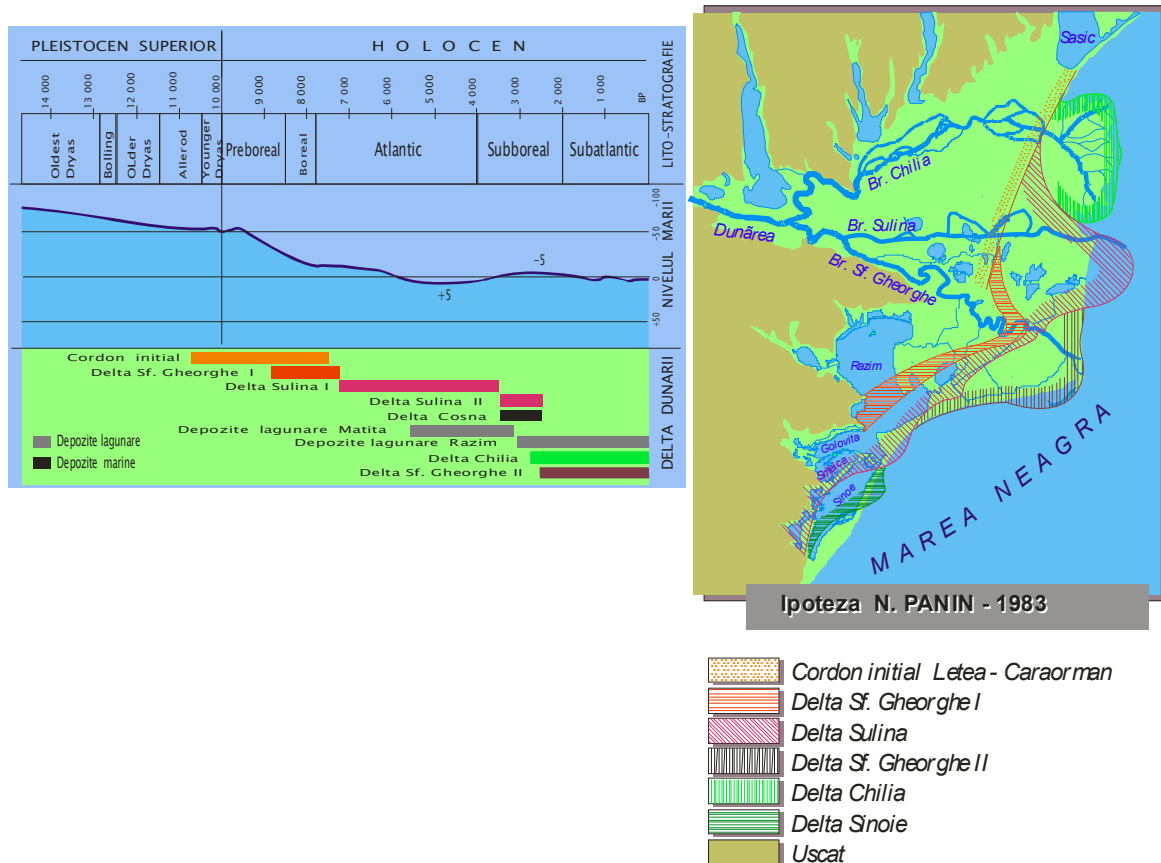 PLEISTOCEN SUPERIOR
HOLOCEN
LITO-STRATOGRAFIE
14 000
13 000
12 000
11 000
10 000
9 000
8 000
7 000
6 000
5 000
4 000
3 000
2 000
1 000
BP
Oldest
Dryas
Bolling
Older
Dryas
Allerod
Younger
Dryas
Preboreal
Boreal
Atlantic
Subboreal
Subatlantic
NIVELUL MARII
-100
-50
0
+50
-5
+5
DELTA DUNARII
Cordon initial
Delta Sf. Gheorghe I
Delta Sulina I
Delta Sulina II
Delta Cosna
Depozite lagunare Matita
Depozite lagunare Razim
Delta Chilia
Delta Sf. Gheorghe II
Depozite lagunare
Depozite marine
Sasic
Br. Chilia
Br. Sulina
Dunãrea
Br. Sf. Gheorghe
Razim
Golovita
Smeica
Sinoe
MAREA NEAGRA
Ipoteza N. PANIN - 1983
Cordon initial Letea - Caraorman
Delta Sf. Gheorghe I
Delta Sulina
Delta Sf. Gheorghe II
Delta Chilia
Delta Sinoie
Uscat